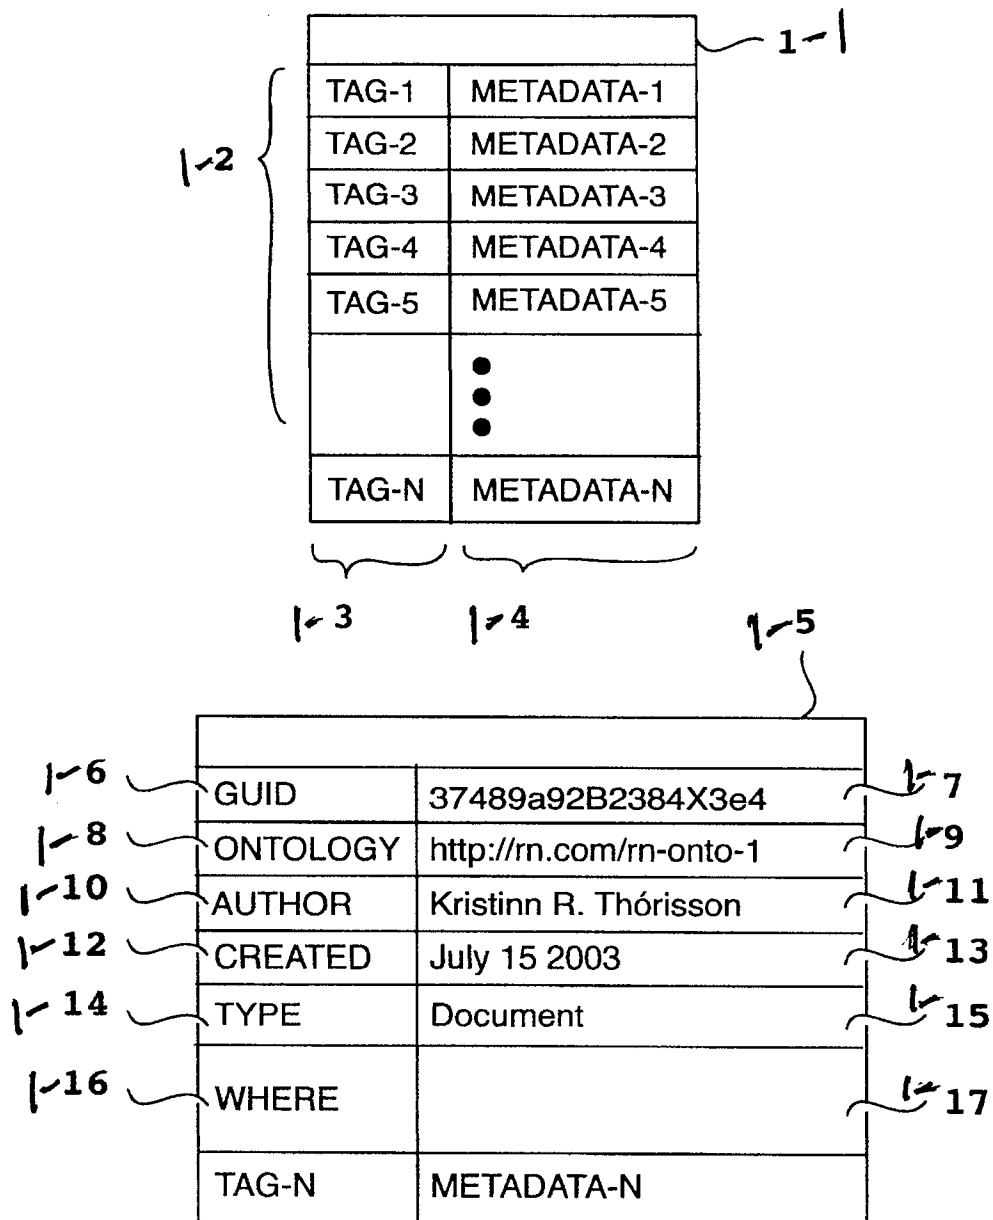 1-1
TAG-1 METADATA-1
TAG-2 METADATA-2
1-2
TAG-3 METADATA-3
TAG-4 METADATA-4
TAG-5 METADATA-5
TAG-N METADATA-N
1-3 1-4
1-5
1-6 GUID 37489a92B2384X3e4 1-7
1-8 ONTOLOGY http://rn.com/rn-onto-1 1-9
1-10 AUTHOR Kristinn R. Thórisson 1-11
1-12 CREATED July 15 2003 1-13
1-14 TYPE Document 1-15
1-16 WHERE 1-17
TAG-N METADATA-N